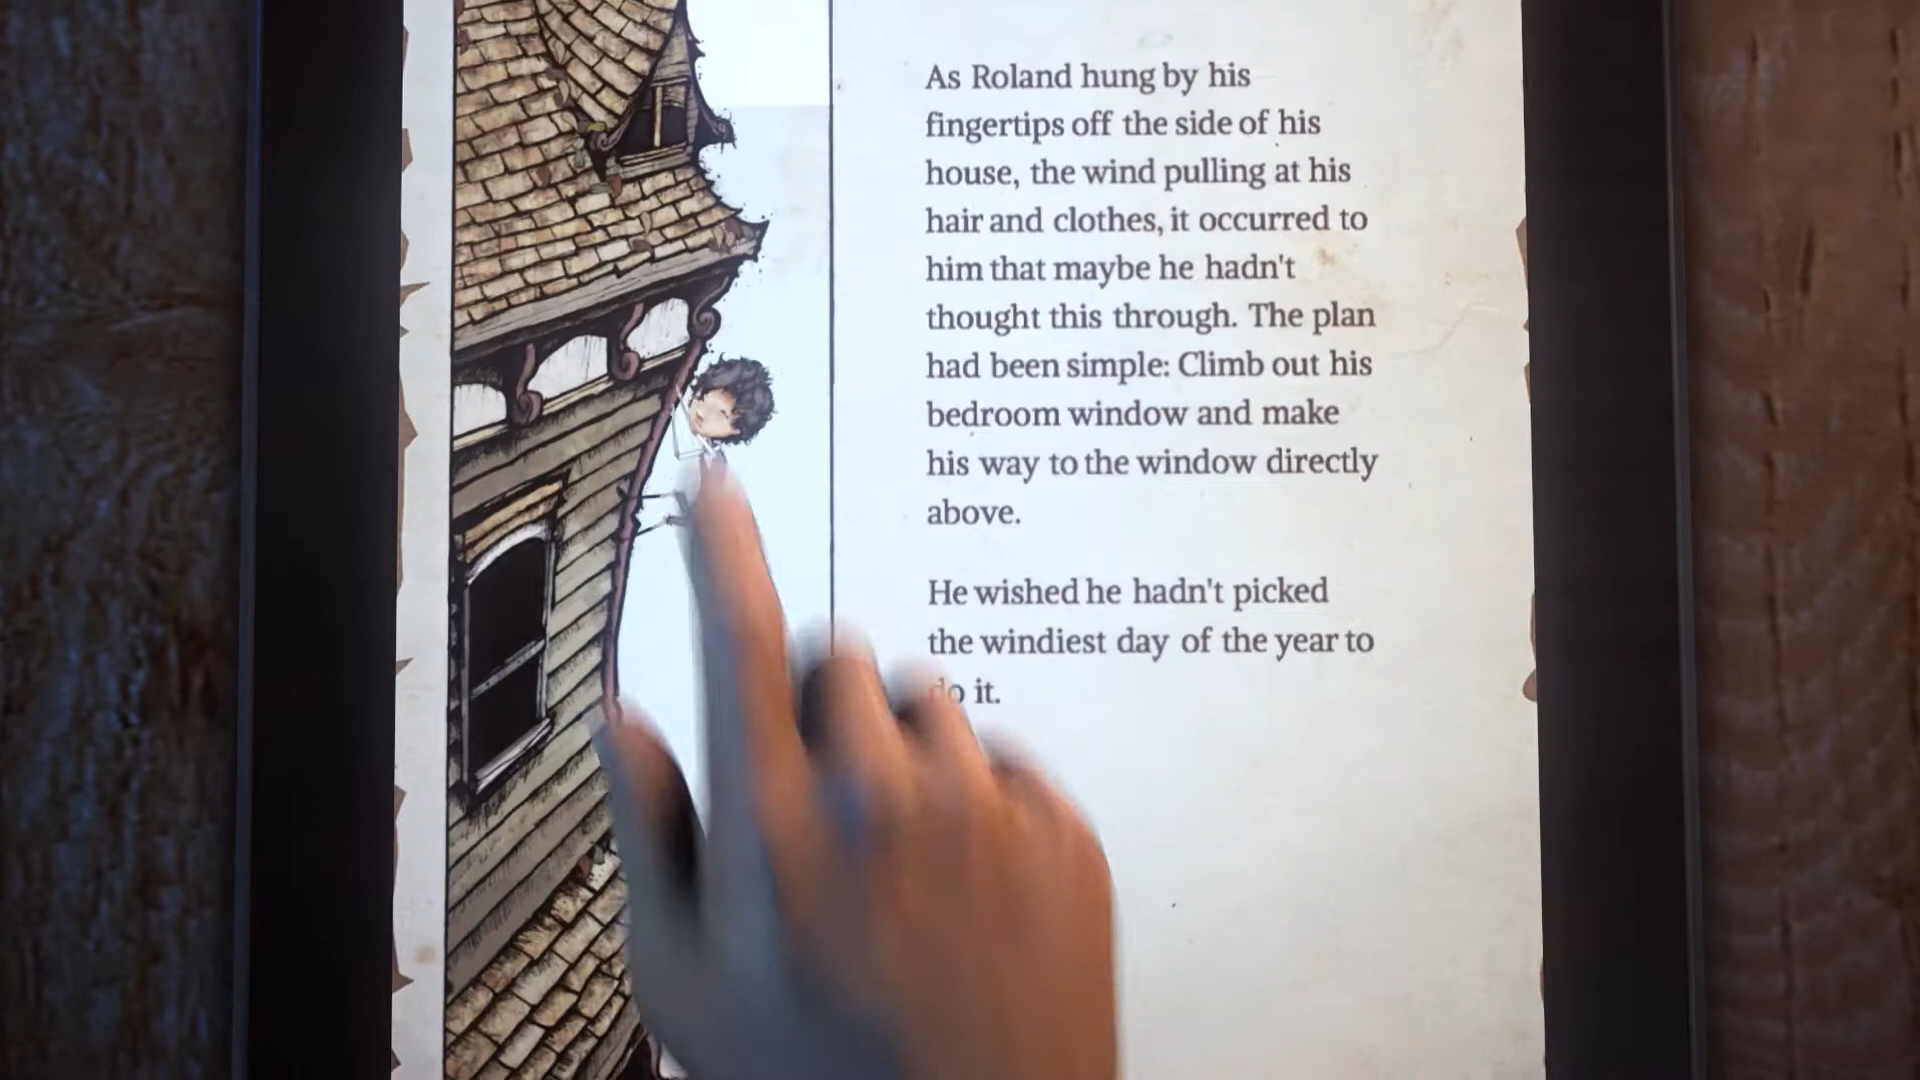 As Roland hung by his
fingertips off the side of his
house, the wind pulling at his
hair and clothes, it occurred to
him that maybe he hadn't
thought this through. The plan
had been simple: Climb out his
bedroom window and make
his way to the window directly
above.
He wished he hadn't picked
the windiest day of the year to
do it.